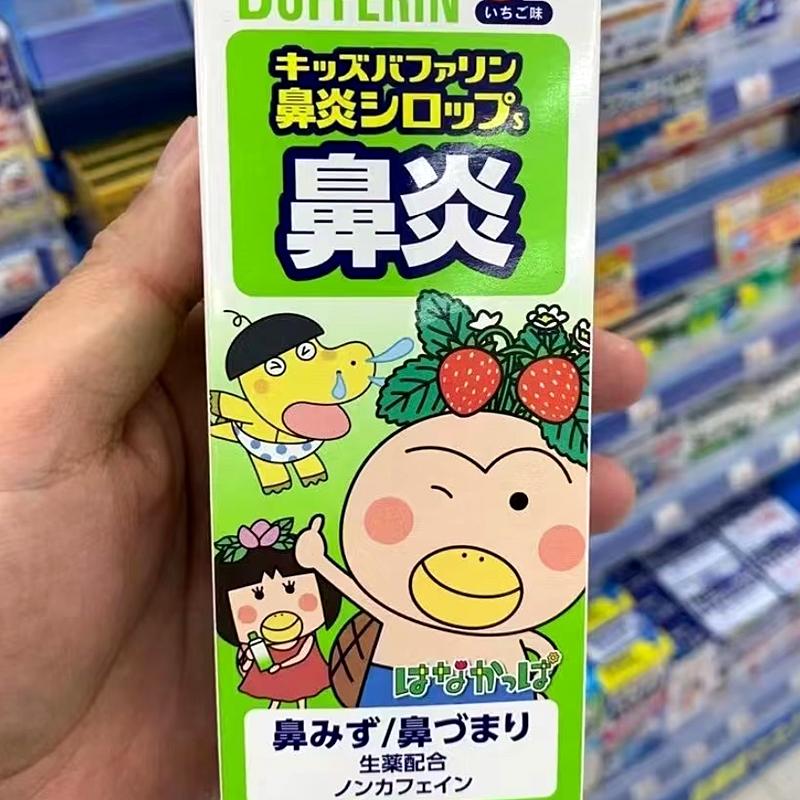 BUFFERIN
いちご味
キッズバファリン
鼻炎シロップS
鼻炎
はなかっぱ
鼻みず/鼻づまり
生薬配合
ノンカフェイン